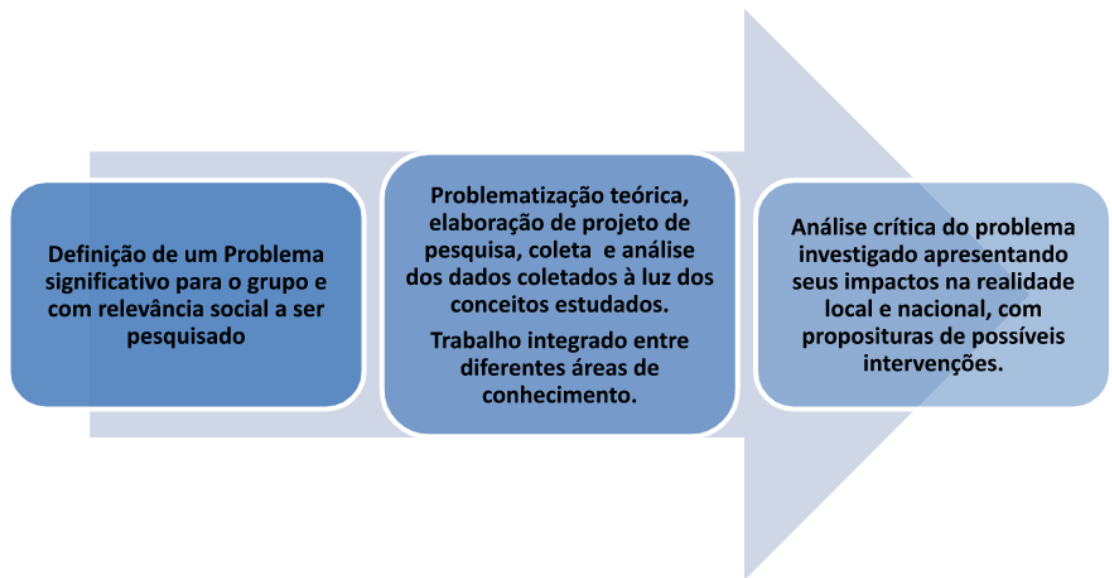 Definição de um Problema
significativo para o grupo e
com relevância social a ser
pesquisado
Problematização teórica,
elaboração de projeto de
pesquisa, coleta e análise
dos dados coletados à luz dos
conceitos estudados.
Trabalho integrado entre
diferentes áreas de
conhecimento.
Análise crítica do problema
investigado apresentando
seus impactos na realidade
local e nacional, com
proposituras de possíveis
intervenções.